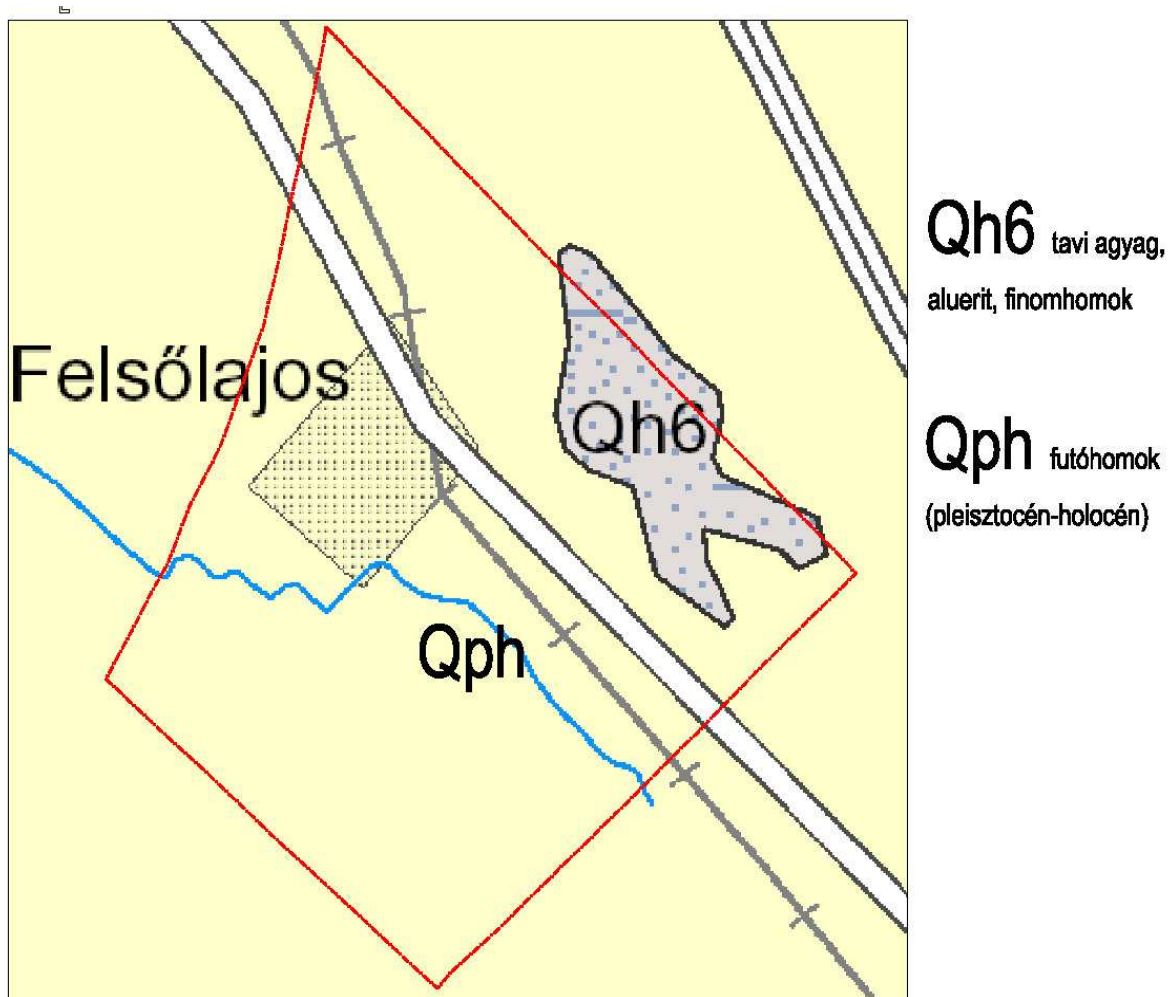 Felsőlajos
Qh6
Qph
Qh6 tavi agyag,
aluerit, finomhomok
Qph futóhomok
(pleisztocén-holocén)